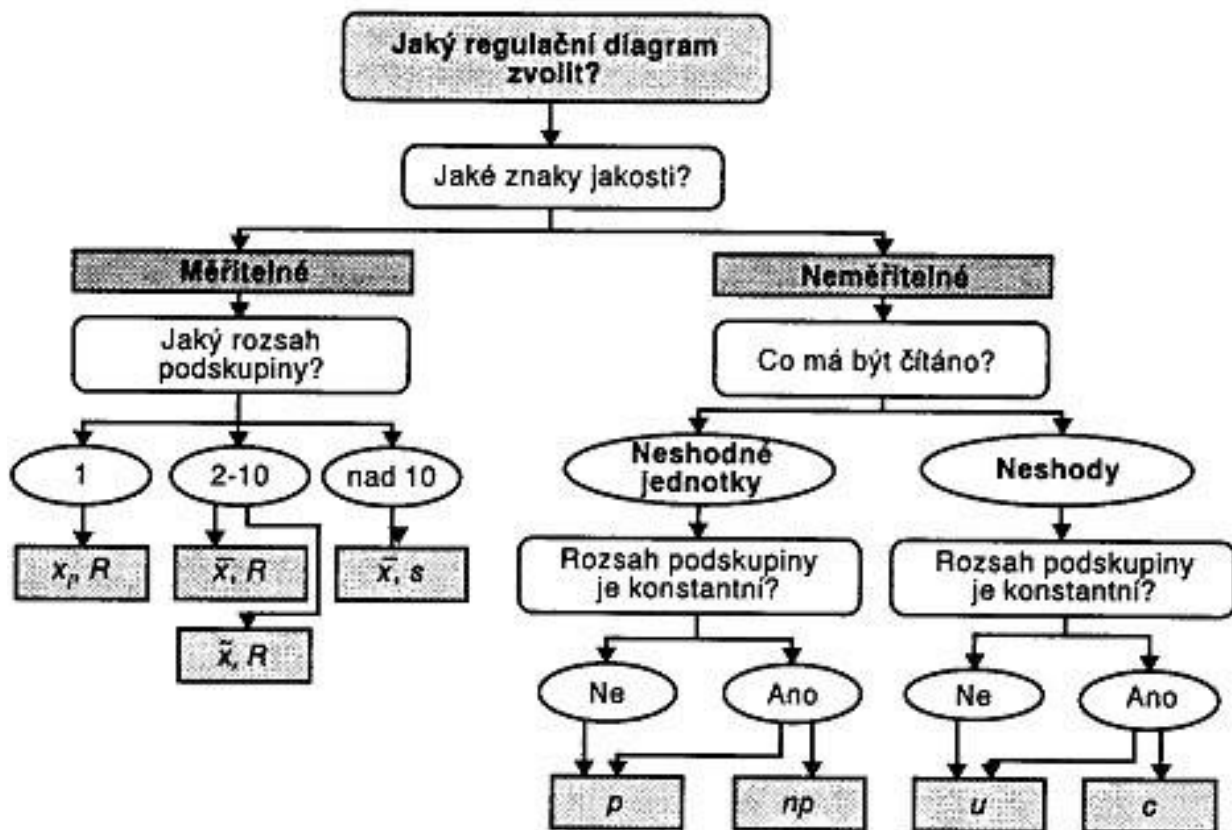 Jaký regulační diagram
zvolit?
Jaké znaky jakosti?
Měřitelné
Neměřitelné
Jaký rozsah
podskupiny?
Co má být čítáno?
1
2-10
nad 10
Neshodné
jednotky
Neshody
x̄, R
x̄, s
x̃, R
Rozsah podskupiny
je konstantní?
Rozsah podskupiny
je konstantní?
Ne
Ano
Ne
Ano
p
np
u
c